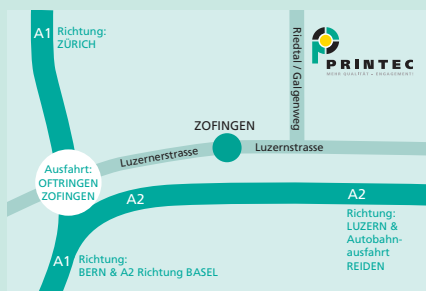 A1
Richtung:
ZÜRICH
Riedtal / Galgenweg
PRINTEC
MEHR QUALITÄT – ENGAGEMENT!
ZOFINGEN
Luzernerstrasse
Luzernstrasse
Ausfahrt:
OFTRINGEN
ZOFINGEN
A2
A2
Richtung:
LUZERN &
Autobahn-
ausfahrt
REIDEN
A1
Richtung:
BERN & A2 Richtung BASEL